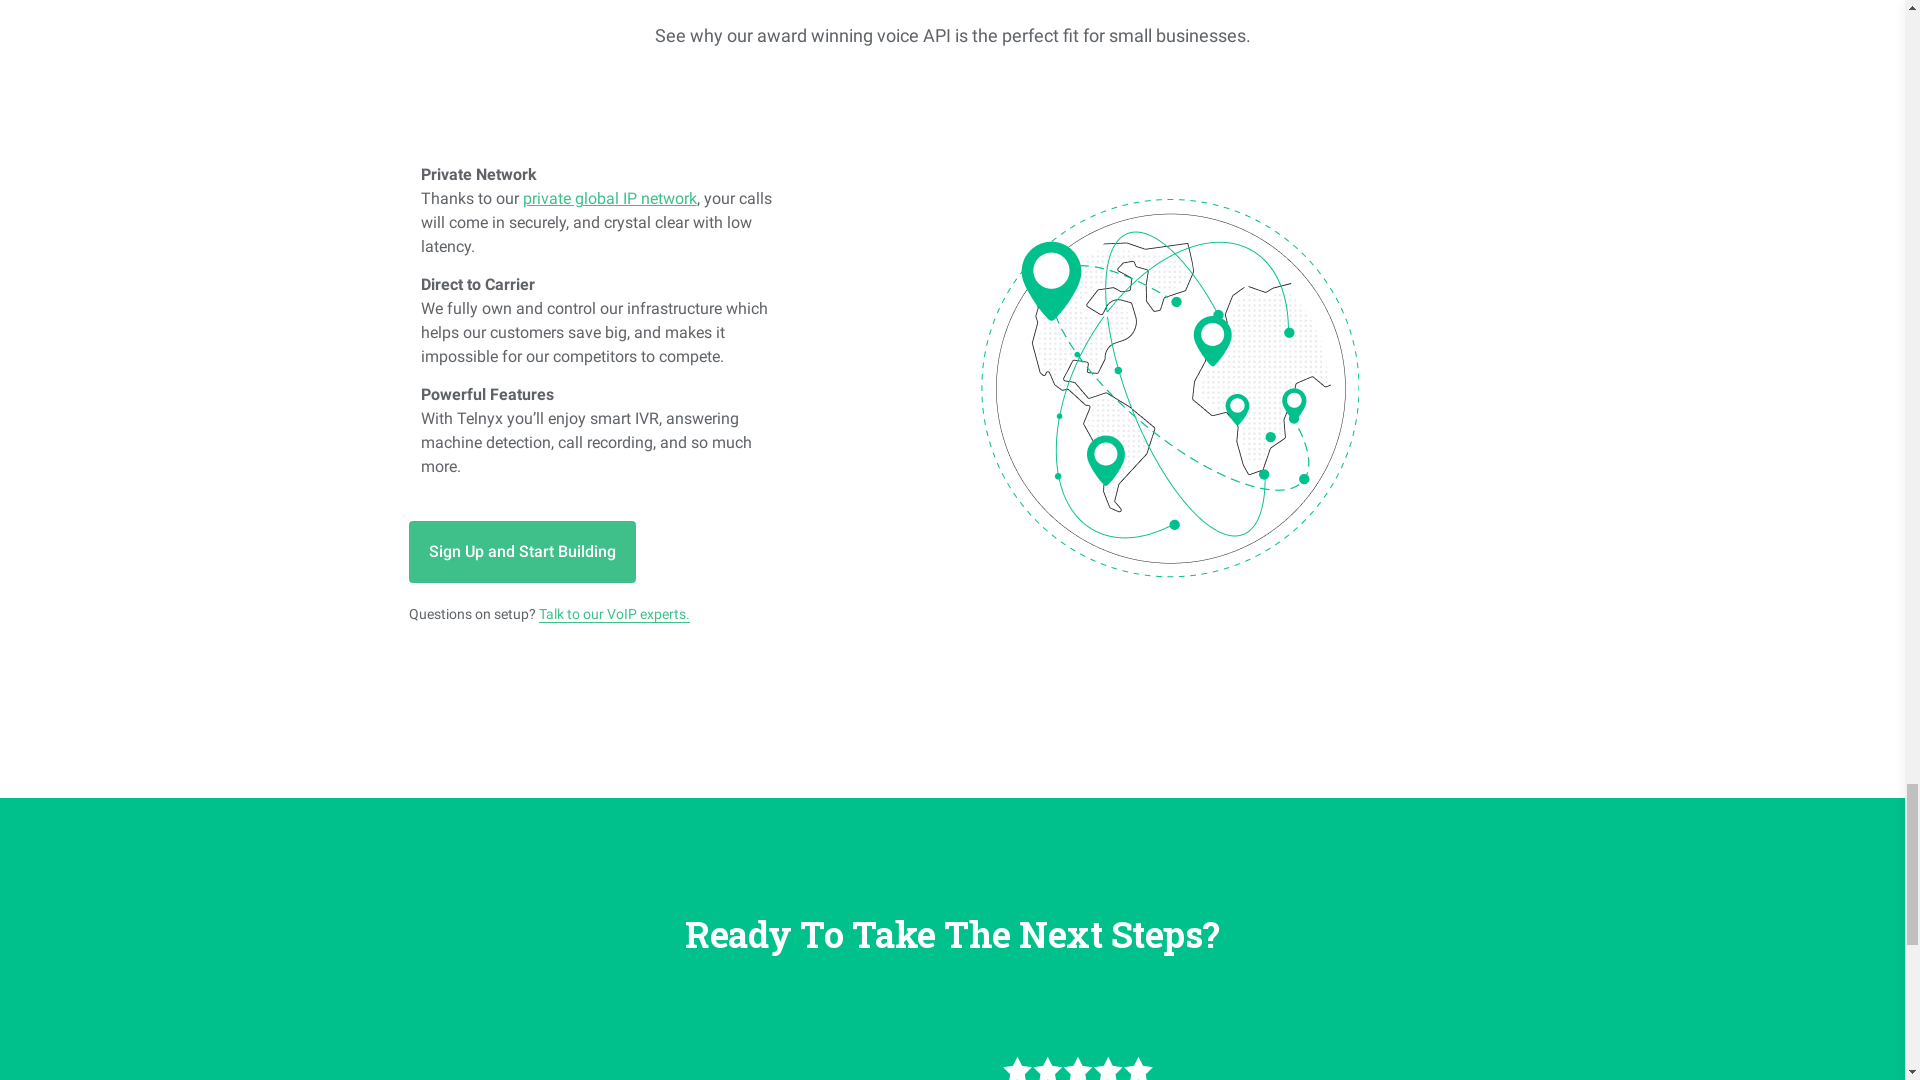 See why our award winning voice API is the perfect fit for small businesses.
Private Network
Thanks to our private global IP network, your calls
will come in securely, and crystal clear with low
latency.
Direct to Carrier
We fully own and control our infrastructure which
helps our customers save big, and makes it
impossible for our competitors to compete.
Powerful Features
With Telnyx you’ll enjoy smart IVR, answering
machine detection, call recording, and so much
more.
Sign Up and Start Building
Questions on setup? Talk to our VoIP experts.
Ready To Take The Next Steps?